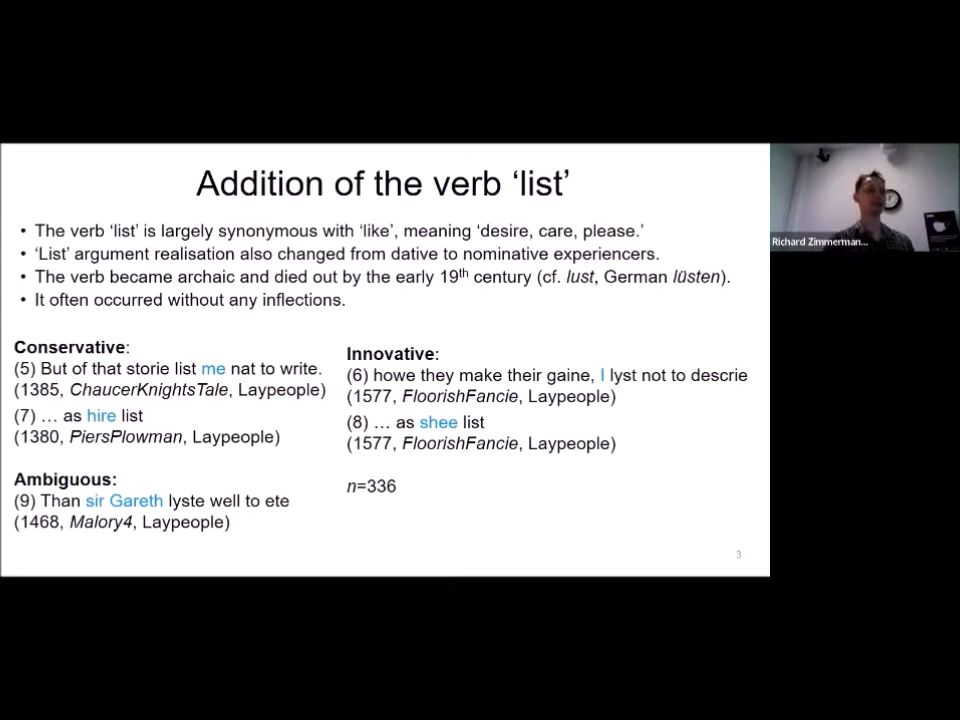 Addition of the verb ‘list’
• The verb ‘list’ is largely synonymous with ‘like’, meaning ‘desire, care, please.’
• ‘List’ argument realisation also changed from dative to nominative experiencers.
• The verb became archaic and died out by the early 19th century (cf. lust, German lüsten).
• It often occurred without any inflections.
Conservative:
(5) But of that storie list me nat to write.
(1385, ChaucerKnightsTale, Laypeople)
(7) … as hire list
(1380, PiersPlowman, Laypeople)
Ambiguous:
(9) Than sir Gareth lyste well to ete
(1468, Malory4, Laypeople)
Innovative:
(6) howe they make their gaine, I lyst not to descrie
(1577, FloorishFancie, Laypeople)
(8) … as shee list
(1577, FloorishFancie, Laypeople)
n=336
3
Richard Zimmerman...